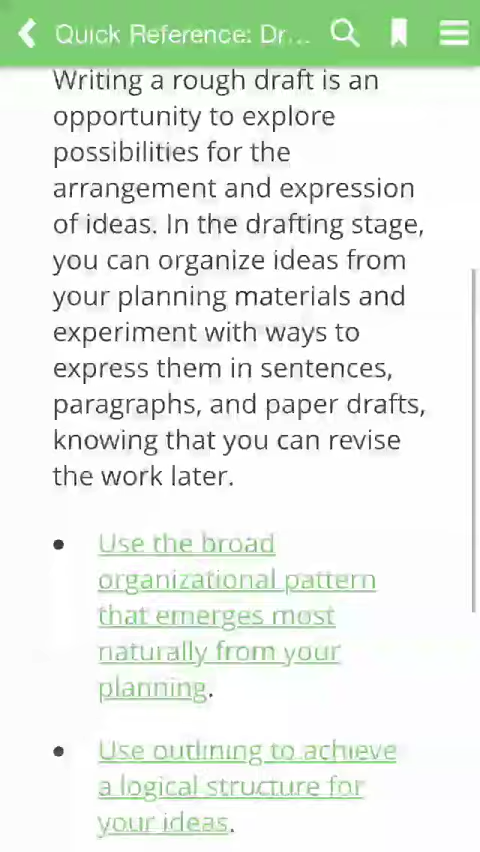 Quick Reference: Dr...
Writing a rough draft is an
opportunity to explore
possibilities for the
arrangement and expression
of ideas. In the drafting stage,
you can organize ideas from
your planning materials and
experiment with ways to
express them in sentences,
paragraphs, and paper drafts,
knowing that you can revise
the work later.
• Use the broad
organizational pattern
that emerges most
naturally from your
planning.
• Use outlining to achieve
a logical structure for
your ideas.